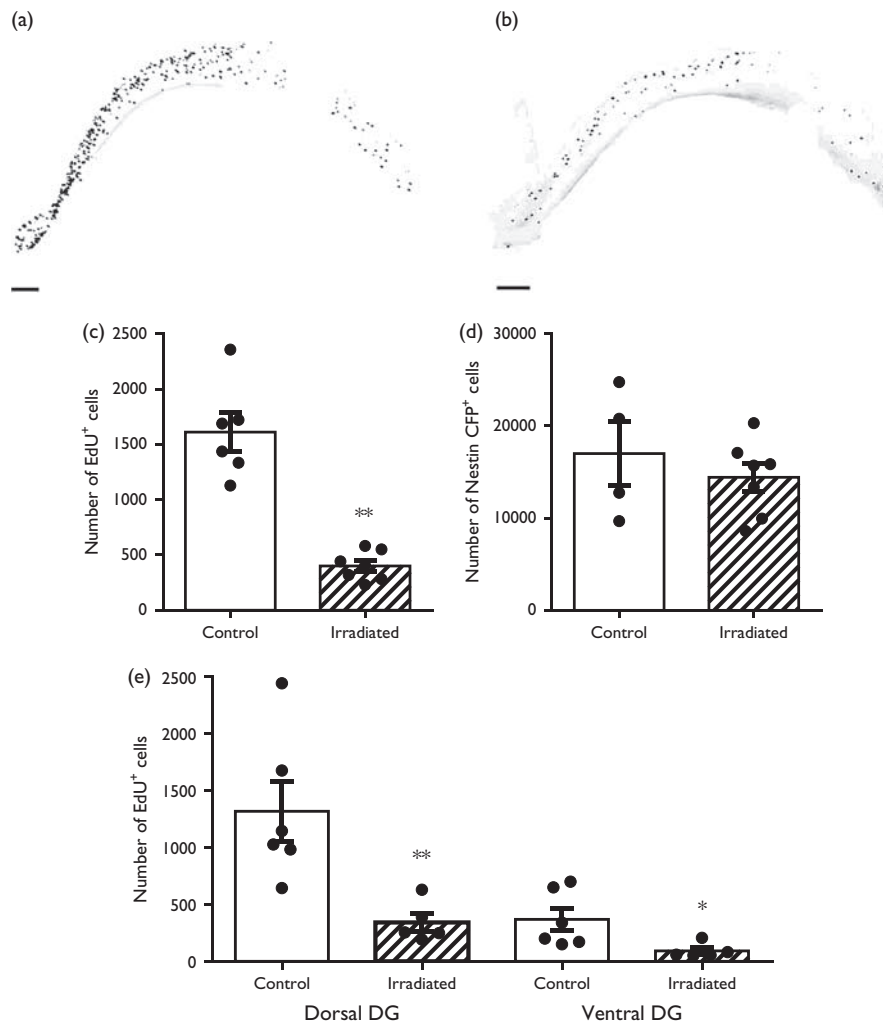 (a)
(b)
(c)
Number of EdU+ cells
2500
2000
1500
1000
500
0
**
Control
Irradiated
(d)
Number of Nestin CFP+ cells
30000
20000
10000
0
Control
Irradiated
(e)
Number of EdU+ cells
2500
2000
1500
1000
500
0
**
*
Control
Irradiated
Control
Irradiated
Dorsal DG
Ventral DG